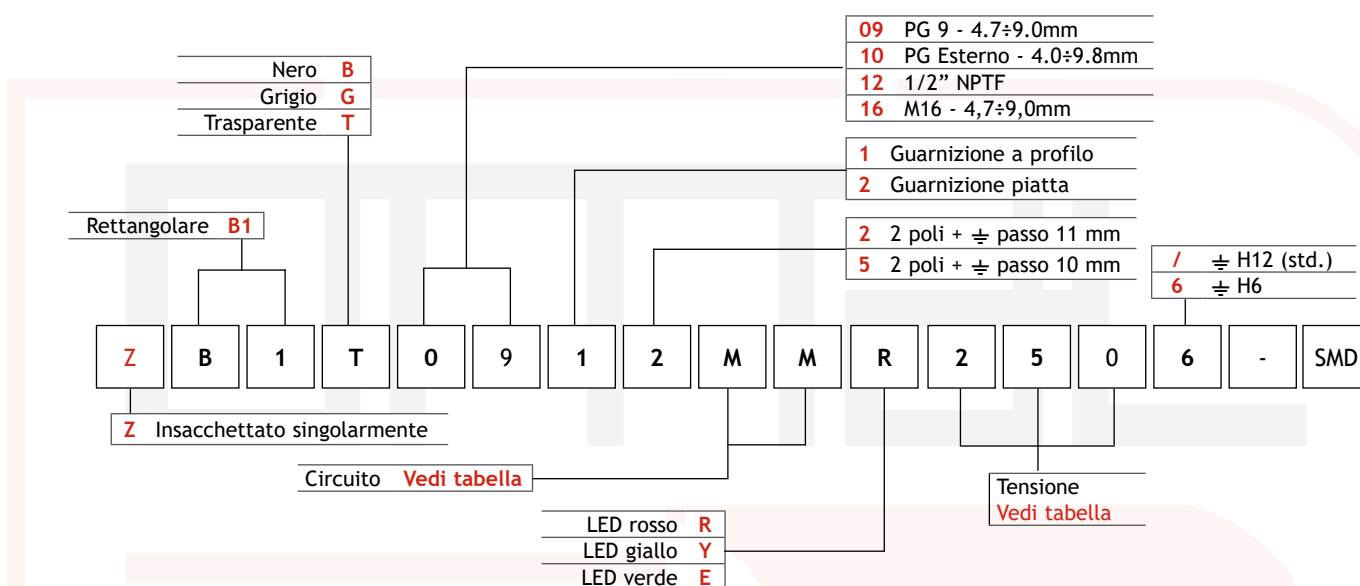 09 PG 9 - 4.7÷9.0mm
10 PG Esterno - 4.0÷9.8mm
12 1/2” NPTF
16 M16 - 4,7÷9,0mm
Nero B
Grigio G
Trasparente T
1 Guarnizione a profilo
2 Guarnizione piatta
Rettangolare B1
2 2 poli + ⏚ passo 11 mm
5 2 poli + ⏚ passo 10 mm
/ ⏚ H12 (std.)
6 ⏚ H6
Z B 1 T 0 9 1 2 M M R 2 5 0 6 - SMD
Z Insacchettato singolarmente
Circuito Vedi tabella
Tensione
Vedi tabella
LED rosso R
LED giallo Y
LED verde E